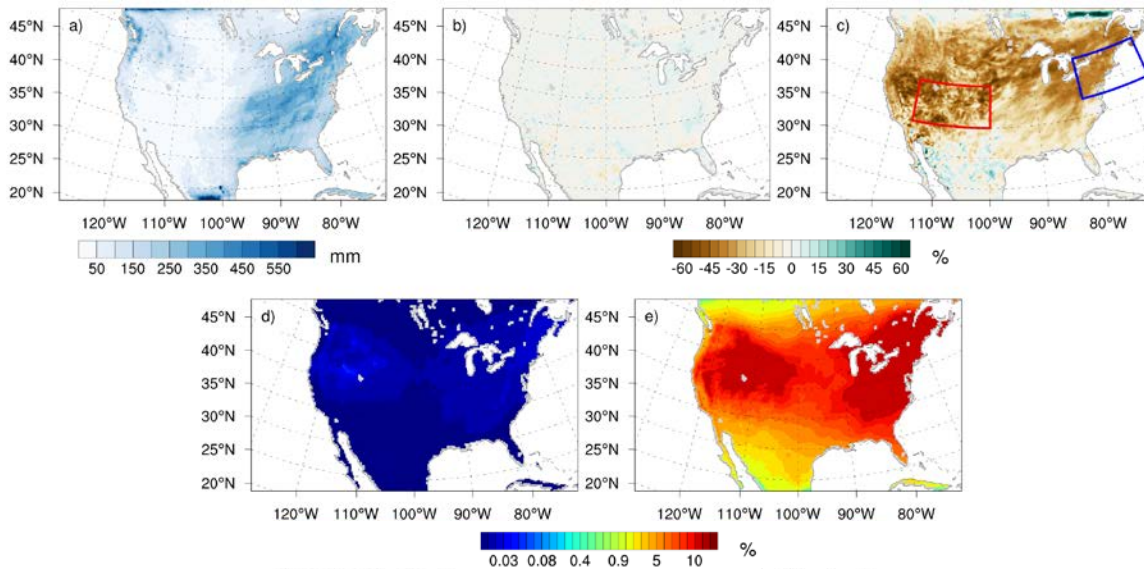 a) b) c)
45°N 45°N 45°N
40°N 40°N 40°N
35°N 35°N 35°N
30°N 30°N 30°N
25°N 25°N 25°N
20°N 20°N 20°N
120°W 110°W 100°W 90°W 80°W 120°W 110°W 100°W 90°W 80°W 120°W 110°W 100°W 90°W 80°W
50 150 250 350 450 550 mm -60 -45 -30 -15 0 15 30 45 60 %
d) e)
45°N 45°N
40°N 40°N
35°N 35°N
30°N 30°N
25°N 25°N
20°N 20°N
120°W 110°W 100°W 90°W 80°W 120°W 110°W 100°W 90°W 80°W
0.03 0.08 0.4 0.9 5 10 %